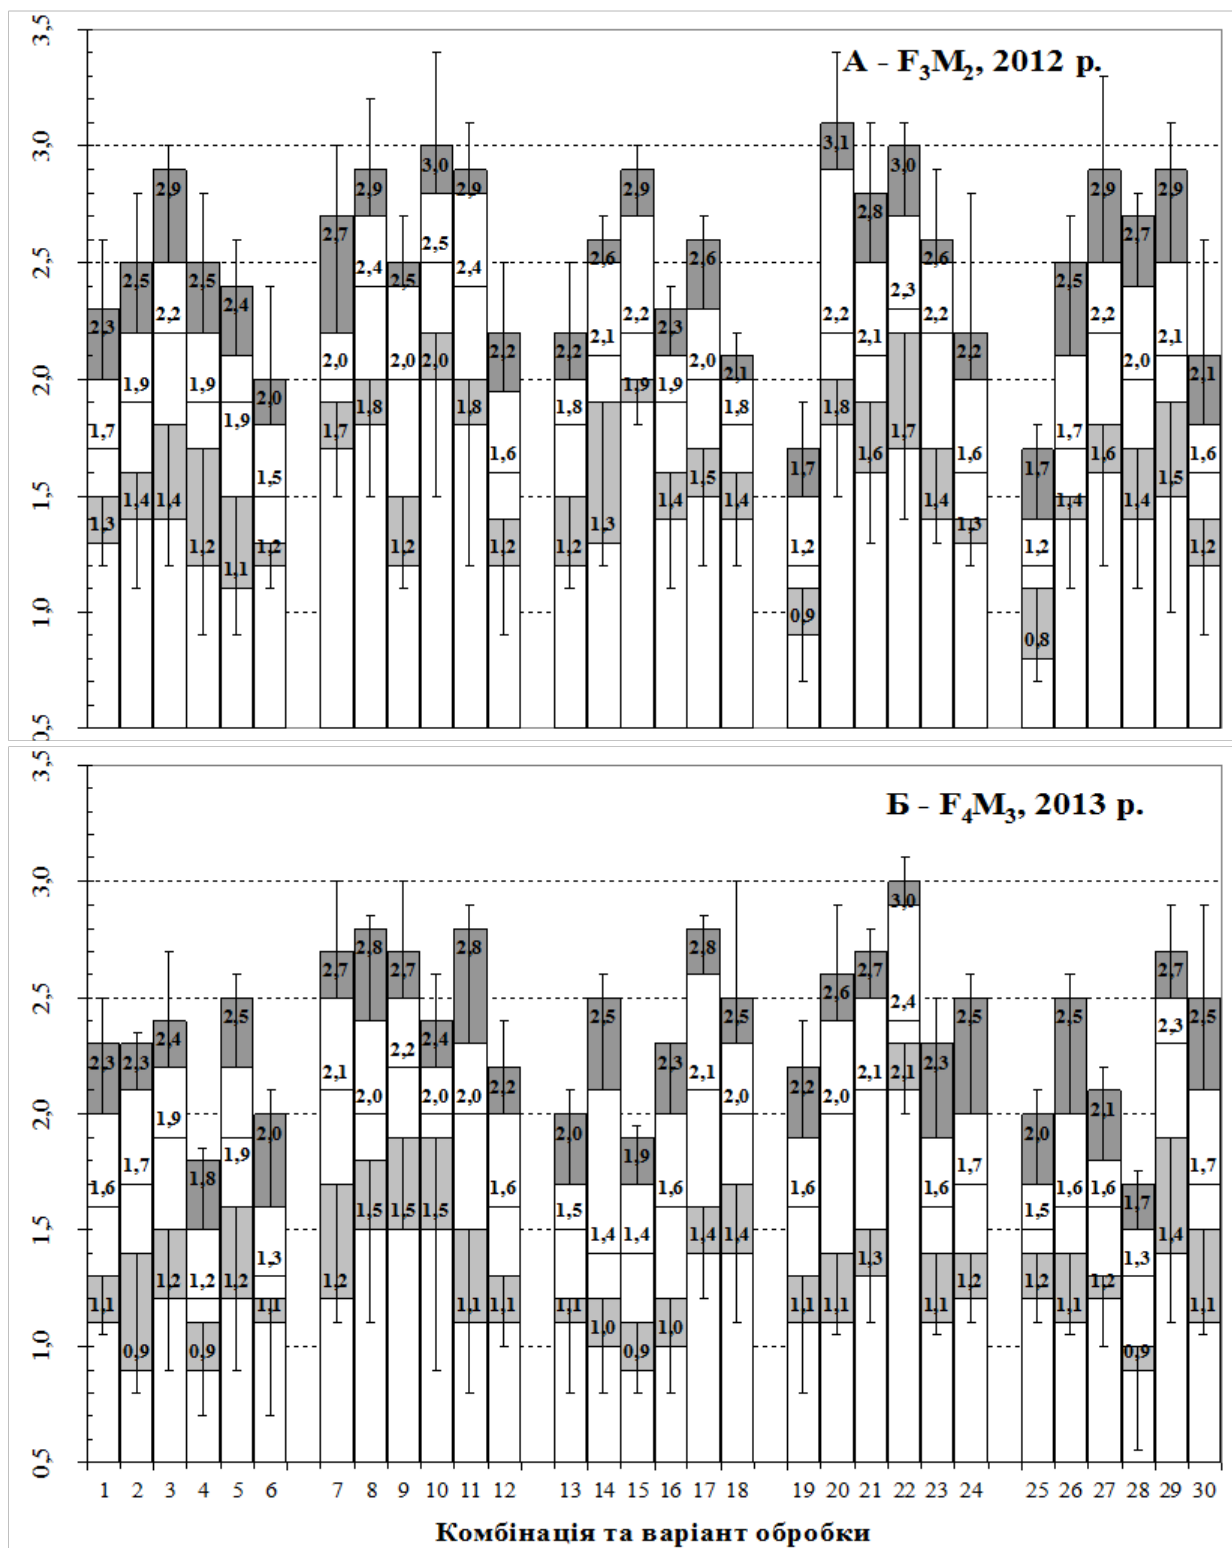 А - F₃M₂, 2012 р.
3,5
3,0
2,5
2,0
1,5
1,0
0,5
2,3 2,5 2,9 2,5 2,4 2,0 2,7 2,9 2,5 3,0 2,9 2,2 2,2 2,6 2,9 2,3 2,6 2,1 1,7 3,1 2,8 3,0 2,6 2,2 1,7 2,5 2,9 2,7 2,9 2,1
1,7 1,9 2,2 1,9 1,9 1,5 2,0 2,4 2,0 2,5 2,4 1,6 1,8 2,1 2,2 1,9 2,0 1,8 1,2 2,2 2,1 2,3 2,2 1,6 1,2 1,7 2,2 2,0 2,1 1,6
1,3 1,4 1,4 1,2 1,1 1,2 1,7 1,8 1,2 2,0 1,8 1,2 1,2 1,3 1,9 1,4 1,5 1,4 0,9 1,8 1,6 1,7 1,4 1,3 0,8 1,4 1,6 1,4 1,5 1,2
Б - F₄M₃, 2013 р.
3,5
3,0
2,5
2,0
1,5
1,0
0,5
2,3 2,3 2,4 1,8 2,5 2,0 2,7 2,8 2,7 2,4 2,8 2,2 2,0 2,5 1,9 2,3 2,8 2,5 2,2 2,6 2,7 3,0 2,3 2,5 2,0 2,5 2,1 1,7 2,7 2,5
1,6 1,7 1,9 1,2 1,9 1,3 2,1 2,0 2,2 2,0 2,0 1,6 1,5 1,4 1,4 1,6 2,1 2,0 1,6 2,0 2,1 2,4 1,6 1,7 1,5 1,6 1,6 1,3 2,3 1,7
1,1 0,9 1,2 0,9 1,2 1,1 1,2 1,5 1,5 1,5 1,1 1,1 1,1 1,0 0,9 1,0 1,4 1,4 1,1 1,1 1,3 2,1 1,1 1,2 1,2 1,1 1,2 0,9 1,4 1,1
1 2 3 4 5 6 7 8 9 10 11 12 13 14 15 16 17 18 19 20 21 22 23 24 25 26 27 28 29 30
Комбінація та варіант обробки